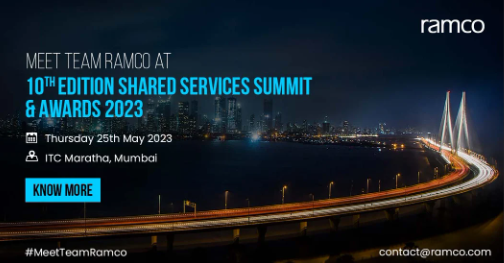 ramco
MEET TEAM RAMCO AT
10TH EDITION SHARED SERVICES SUMMIT
& AWARDS 2023
Thursday 25th May 2023
ITC Maratha, Mumbai
KNOW MORE
#MeetTeamRamco
contact@ramco.com